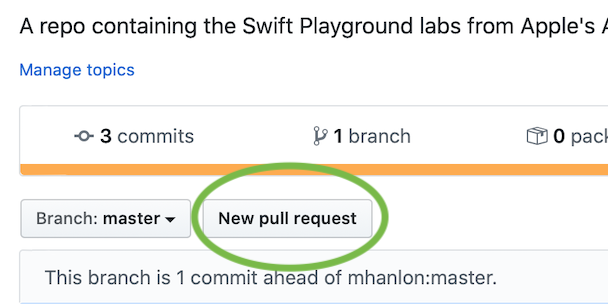 A repo containing the Swift Playground labs from Apple's
Manage topics
3 commits 1 branch 0
Branch: master New pull request
This branch is 1 commit ahead of mhanlon:master.